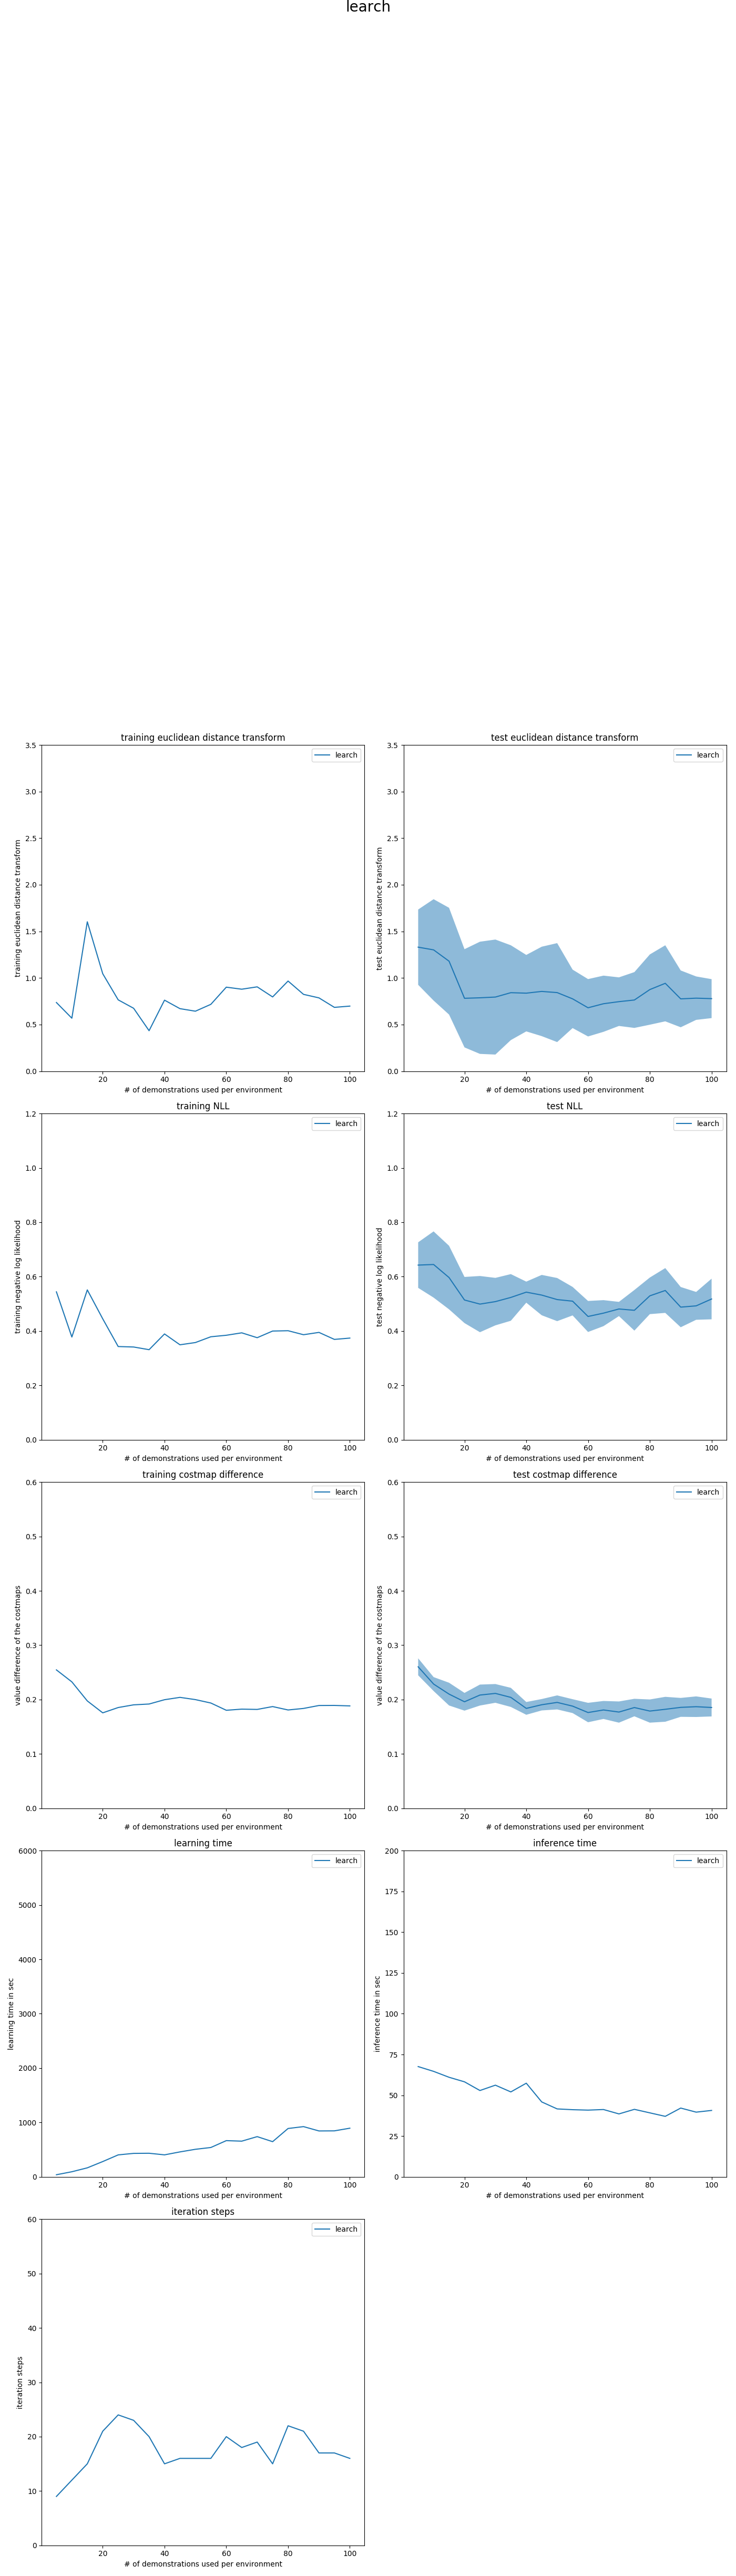 learch
training euclidean distance transform
test euclidean distance transform
learch
learch
training euclidean distance transform
test euclidean distance transform
3.5
3.0
2.5
2.0
1.5
1.0
0.5
0.0
3.5
3.0
2.5
2.0
1.5
1.0
0.5
0.0
20 40 60 80 100
20 40 60 80 100
# of demonstrations used per environment
# of demonstrations used per environment
training NLL
test NLL
learch
learch
training negative log likelihood
test negative log likelihood
1.2
1.0
0.8
0.6
0.4
0.2
0.0
1.2
1.0
0.8
0.6
0.4
0.2
0.0
20 40 60 80 100
20 40 60 80 100
# of demonstrations used per environment
# of demonstrations used per environment
training costmap difference
test costmap difference
learch
learch
value difference of the costmaps
value difference of the costmaps
0.6
0.5
0.4
0.3
0.2
0.1
0.0
0.6
0.5
0.4
0.3
0.2
0.1
0.0
20 40 60 80 100
20 40 60 80 100
# of demonstrations used per environment
# of demonstrations used per environment
learning time
inference time
learch
learch
learning time in sec
inference time in sec
6000
5000
4000
3000
2000
1000
0
200
175
150
125
100
75
50
25
0
20 40 60 80 100
20 40 60 80 100
# of demonstrations used per environment
# of demonstrations used per environment
iteration steps
learch
iteration steps
60
50
40
30
20
10
0
20 40 60 80 100
# of demonstrations used per environment